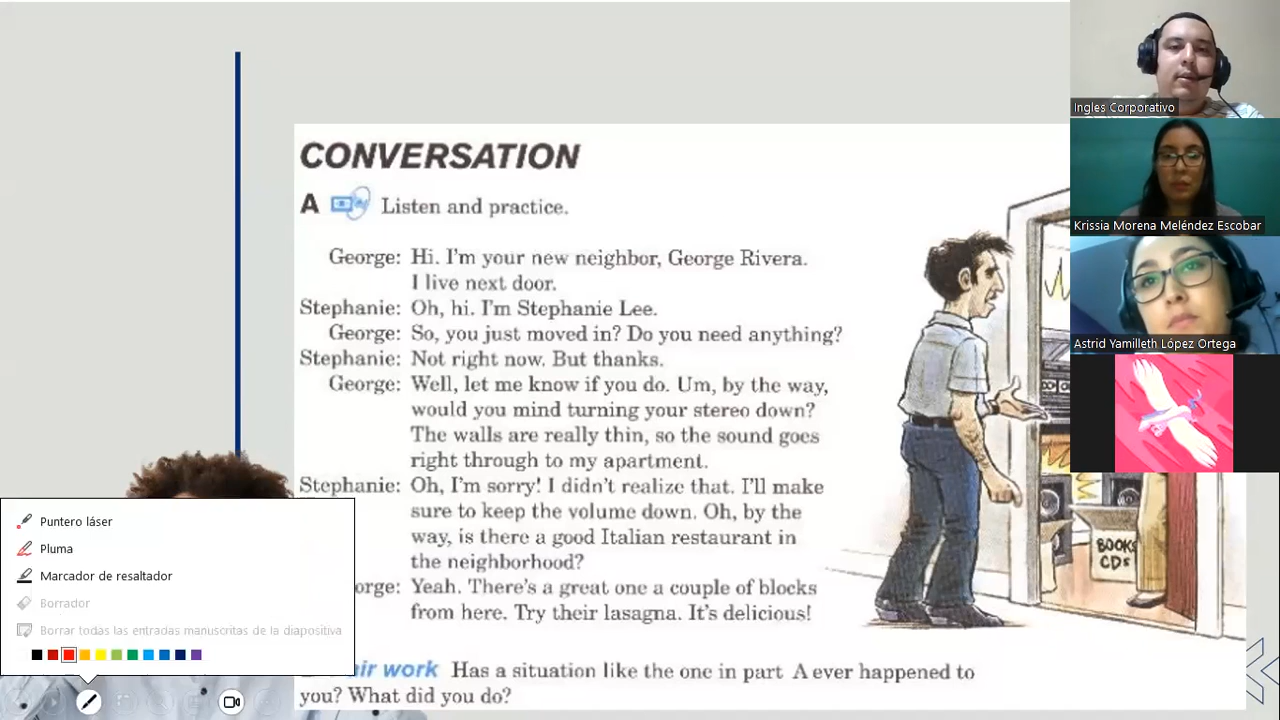 CONVERSATION
A Listen and practice.
George: Hi. I'm your new neighbor, George Rivera.
I live next door.
Stephanie: Oh, hi. I'm Stephanie Lee.
George: So, you just moved in? Do you need anything?
Stephanie: Not right now. But thanks.
George: Well, let me know if you do. Um, by the way,
would you mind turning your stereo down?
The walls are really thin, so the sound goes
right through to my apartment.
Stephanie: Oh, I'm sorry! I didn't realize that. I'll make
sure to keep the volume down. Oh, by the
way, is there a good Italian restaurant in
the neighborhood?
orge: Yeah. There's a great one a couple of blocks
from here. Try their lasagna. It's delicious!
air work Has a situation like the one in part A ever happened to
you? What did you do?
BOOKS
CDs
Puntero láser
Pluma
Marcador de resaltador
Borrador
Borrar todas las entradas manuscritas de la diapositiva
Ingles Corporativo
Krissia Morena Meléndez Escobar
Astrid Yamilleth López Ortega